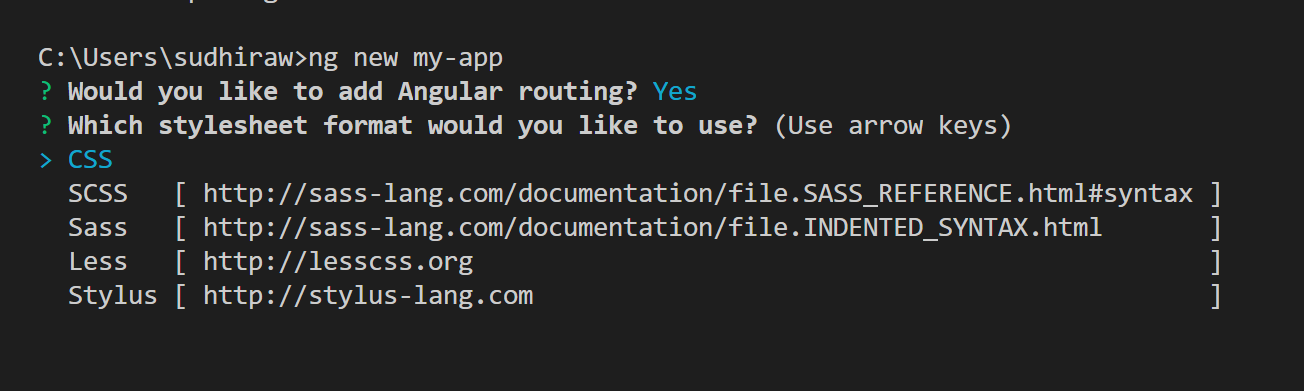 C:\Users\sudhiraw>ng new my-app
? Would you like to add Angular routing? Yes
? Which stylesheet format would you like to use? (Use arrow keys)
> CSS
SCSS [ http://sass-lang.com/documentation/file.SASS_REFERENCE.html#syntax ]
Sass [ http://sass-lang.com/documentation/file.INDENTED_SYNTAX.html ]
Less [ http://lesscss.org ]
Stylus [ http://stylus-lang.com ]